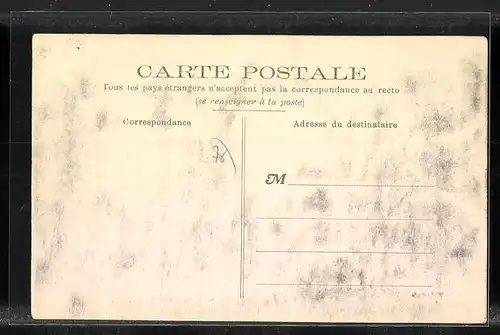 CARTE POSTALE
Tous les pays étrangers n'acceptent pas la correspondance au recto
(se renseigner à la poste)
Correspondance
Adresse du destinataire
M